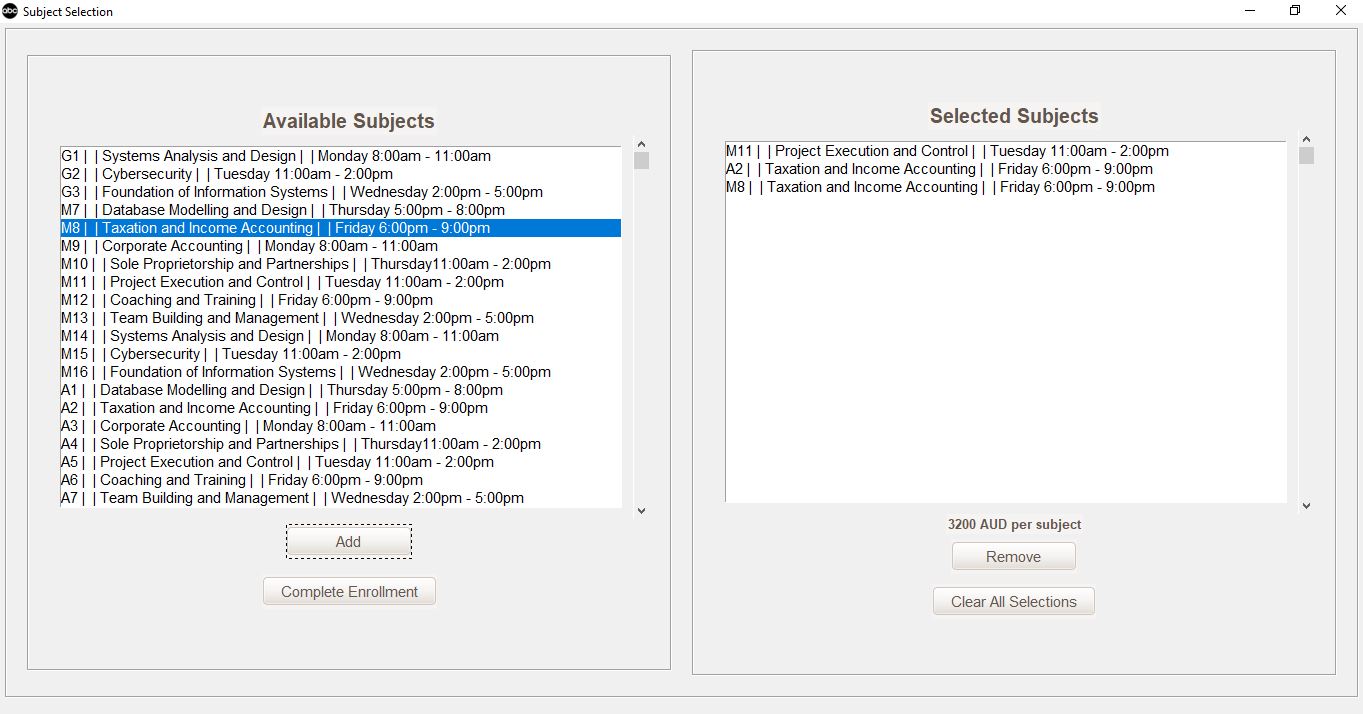 abc Subject Selection
Available Subjects
G1 | | Systems Analysis and Design | | Monday 8:00am - 11:00am
G2 | | Cybersecurity | | Tuesday 11:00am - 2:00pm
G3 | | Foundation of Information Systems | | Wednesday 2:00pm - 5:00pm
M7 | | Database Modelling and Design | | Thursday 5:00pm - 8:00pm
M8 | | Taxation and Income Accounting | | Friday 6:00pm - 9:00pm
M9 | | Corporate Accounting | | Monday 8:00am - 11:00am
M10 | | Sole Proprietorship and Partnerships | | Thursday11:00am - 2:00pm
M11 | | Project Execution and Control | | Tuesday 11:00am - 2:00pm
M12 | | Coaching and Training | | Friday 6:00pm - 9:00pm
M13 | | Team Building and Management | | Wednesday 2:00pm - 5:00pm
M14 | | Systems Analysis and Design | | Monday 8:00am - 11:00am
M15 | | Cybersecurity | | Tuesday 11:00am - 2:00pm
M16 | | Foundation of Information Systems | | Wednesday 2:00pm - 5:00pm
A1 | | Database Modelling and Design | | Thursday 5:00pm - 8:00pm
A2 | | Taxation and Income Accounting | | Friday 6:00pm - 9:00pm
A3 | | Corporate Accounting | | Monday 8:00am - 11:00am
A4 | | Sole Proprietorship and Partnerships | | Thursday11:00am - 2:00pm
A5 | | Project Execution and Control | | Tuesday 11:00am - 2:00pm
A6 | | Coaching and Training | | Friday 6:00pm - 9:00pm
A7 | | Team Building and Management | | Wednesday 2:00pm - 5:00pm
Add
Complete Enrollment
Selected Subjects
M11 | | Project Execution and Control | | Tuesday 11:00am - 2:00pm
A2 | | Taxation and Income Accounting | | Friday 6:00pm - 9:00pm
M8 | | Taxation and Income Accounting | | Friday 6:00pm - 9:00pm
3200 AUD per subject
Remove
Clear All Selections